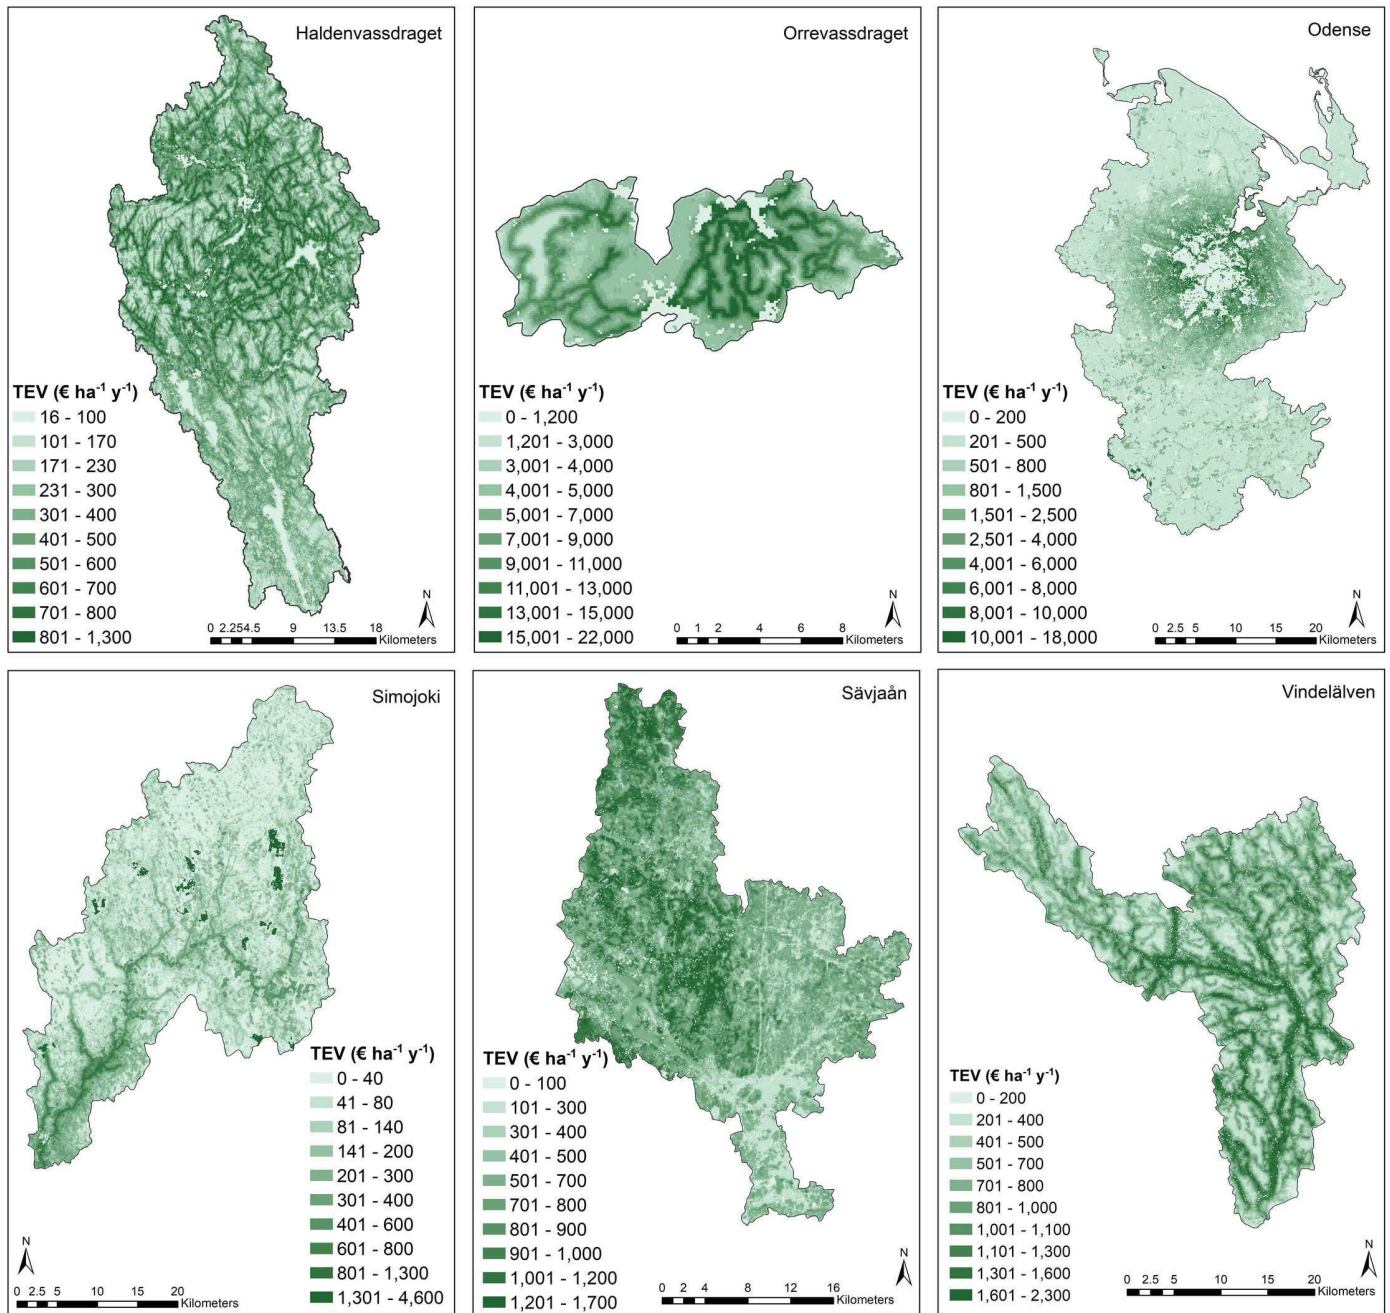 Haldenvassdraget
TEV (€ ha⁻¹ y⁻¹)
16 - 100
101 - 170
171 - 230
231 - 300
301 - 400
401 - 500
501 - 600
601 - 700
701 - 800
801 - 1,300
N
0 2.254.5 9 13.5 18
Kilometers
Orrevassdraget
TEV (€ ha⁻¹ y⁻¹)
0 - 1,200
1,201 - 3,000
3,001 - 4,000
4,001 - 5,000
5,001 - 7,000
7,001 - 9,000
9,001 - 11,000
11,001 - 13,000
13,001 - 15,000
15,001 - 22,000
N
0 1 2 4 6 8
Kilometers
Odense
TEV (€ ha⁻¹ y⁻¹)
0 - 200
201 - 500
501 - 800
801 - 1,500
1,501 - 2,500
2,501 - 4,000
4,001 - 6,000
6,001 - 8,000
8,001 - 10,000
10,001 - 18,000
N
0 2.5 5 10 15 20
Kilometers
Simojoki
TEV (€ ha⁻¹ y⁻¹)
0 - 40
41 - 80
81 - 140
141 - 200
201 - 300
301 - 400
401 - 600
601 - 800
801 - 1,300
1,301 - 4,600
N
0 2.5 5 10 15 20
Kilometers
Sävjaån
TEV (€ ha⁻¹ y⁻¹)
0 - 100
101 - 300
301 - 400
401 - 500
501 - 700
701 - 800
801 - 900
901 - 1,000
1,001 - 1,200
1,201 - 1,700
N
0 2 4 8 12 16
Kilometers
Vindelälven
TEV (€ ha⁻¹ y⁻¹)
0 - 200
201 - 400
401 - 500
501 - 700
701 - 800
801 - 1,000
1,001 - 1,100
1,101 - 1,300
1,301 - 1,600
1,601 - 2,300
N
0 2.5 5 10 15 20
Kilometers